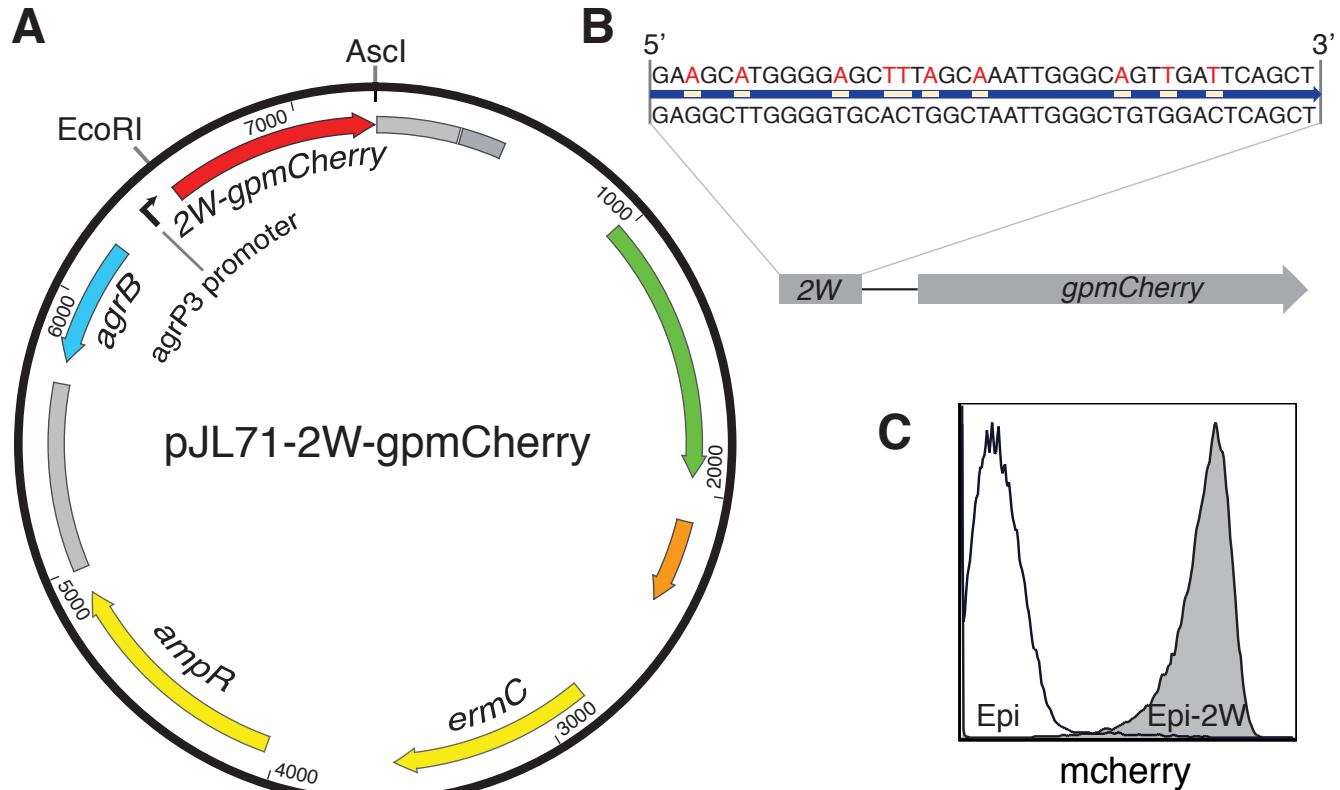 A
AscI
EcoRI
7000
2W-gpmCherry
agrP3 promoter
agrB
6000
1000
2000
pJL71-2W-gpmCherry
5000
ampR
ermC
3000
4000
B
5’
3’
GAAGCATGGGGAGCTTTAGCAAATTGGGCAGTTGATTCAGCT
GAGGCTTGGGGTGCACTGGCTAATTGGGCTGTGGACTCAGCT
2W
gpmCherry
C
Epi
Epi-2W
mcherry